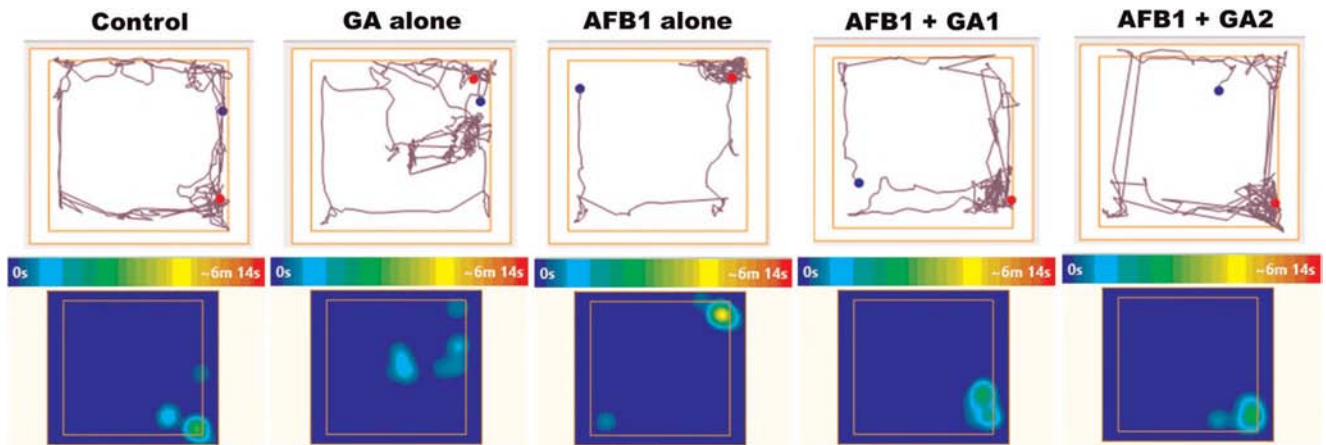 Control GA alone AFB1 alone AFB1 + GA1 AFB1 + GA2
0s ~6m 14s 0s ~6m 14s 0s ~6m 14s 0s ~6m 14s 0s ~6m 14s